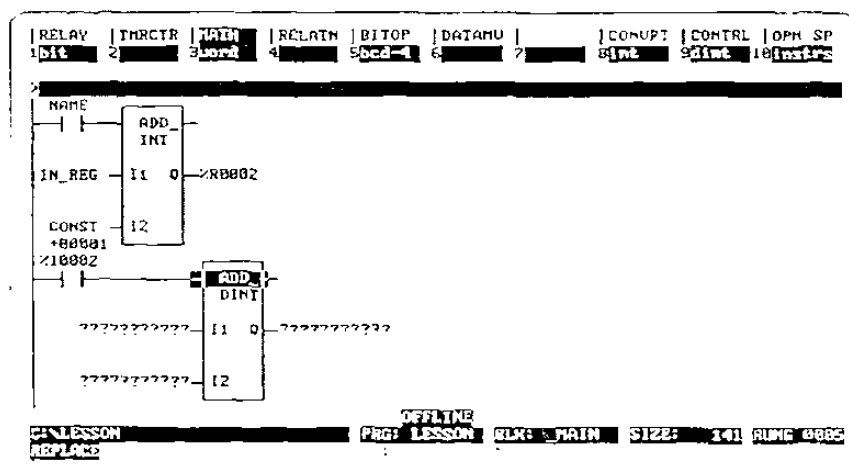 RELAY |TMRCTR |MATH |RELATN |BITOP |DATAMV | |CONVRT |CONTRL |OPN SP
1bit 2 3word 4 5bcd-4 6 7 8int 9dint 10instrs
>
NAME
ADD_
INT
IN_REG I1 Q %R0002
CONST I2
+00001
%I0002
ADD_
DINT
??????????? I1 Q ???????????
??????????? I2
OFFLINE
C:\LESSON PRG: LESSON BLK: _MAIN SIZE: 141 RUNG 0005
REPLACE